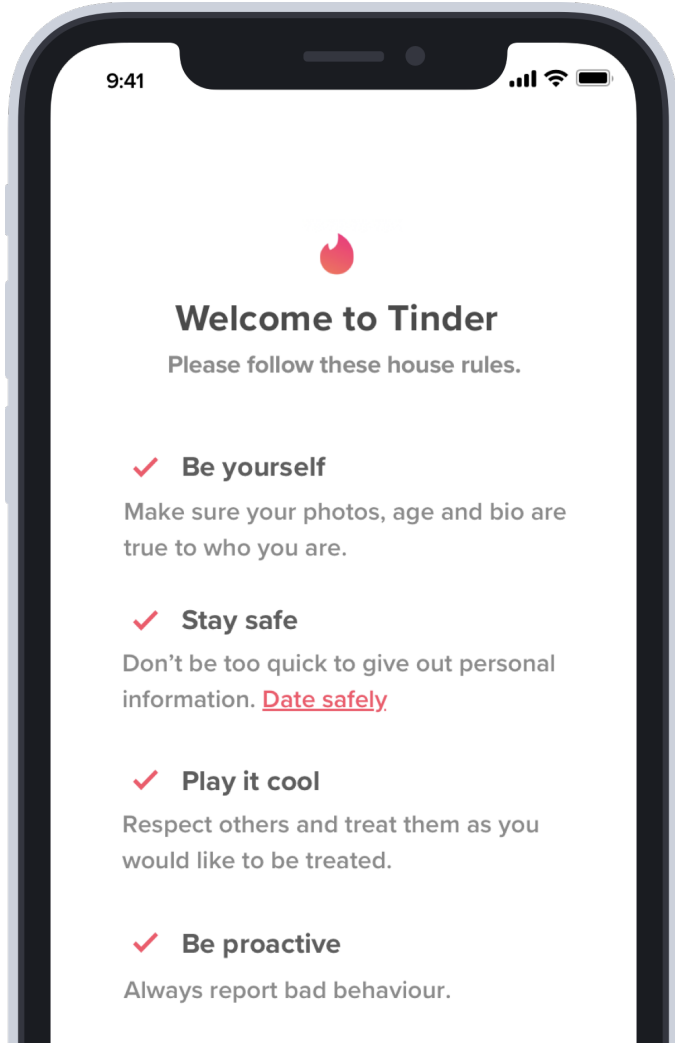 9:41
Welcome to Tinder
Please follow these house rules.
Be yourself
Make sure your photos, age and bio are
true to who you are.
Stay safe
Don’t be too quick to give out personal
information. Date safely
Play it cool
Respect others and treat them as you
would like to be treated.
Be proactive
Always report bad behaviour.